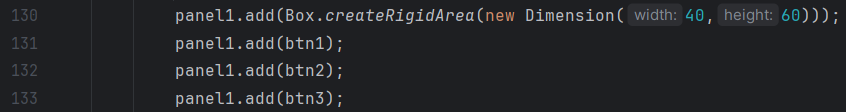 130 panel1.add(Box.createRigidArea(new Dimension( width: 40, height: 60)));
131 panel1.add(btn1);
132 panel1.add(btn2);
133 panel1.add(btn3);